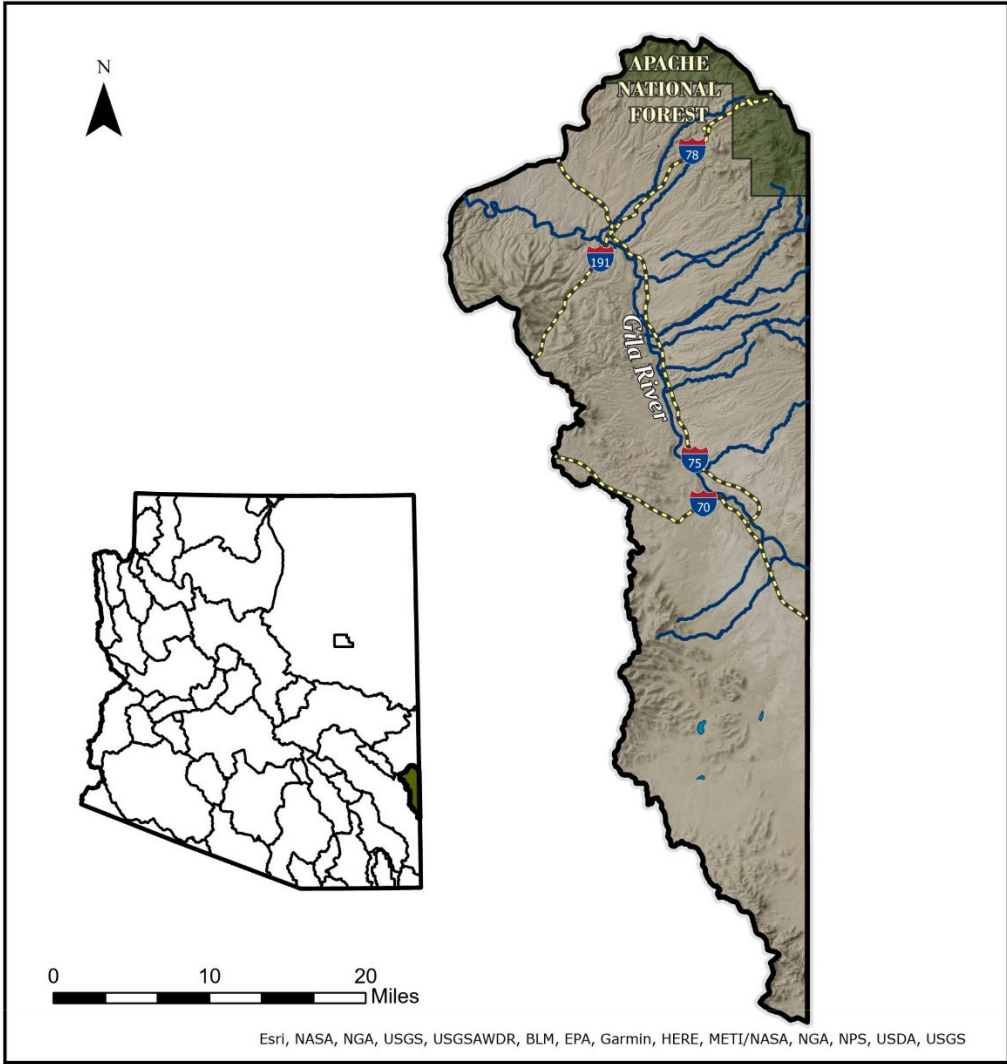 N
APACHE
NATIONAL
FOREST
78
191
Gila River
75
70
0 10 20
Miles
Esri, NASA, NGA, USGS, USGSAWDR, BLM, EPA, Garmin, HERE, METI/NASA, NGA, NPS, USDA, USGS